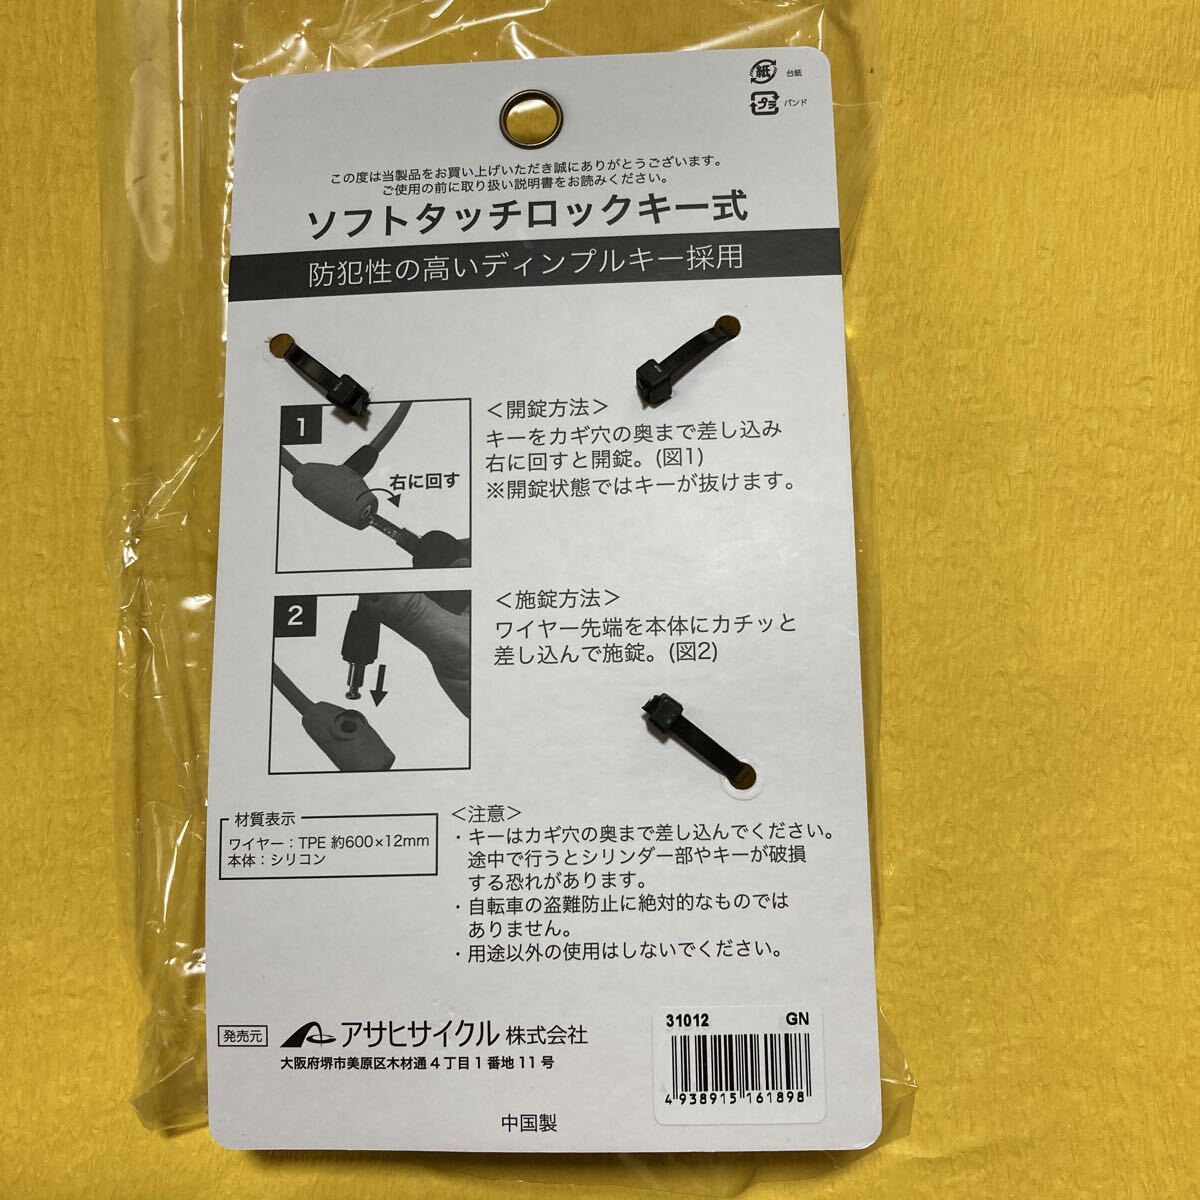 紙 台紙
プラ バンド
この度は当製品をお買い上げいただき誠にありがとうございます。
ご使用の前に取り扱い説明書をお読みください。
ソフトタッチロックキー式
防犯性の高いディンプルキー採用
1
右に回す
＜開錠方法＞
キーをカギ穴の奥まで差し込み
右に回すと開錠。(図1)
※開錠状態ではキーが抜けます。
2
＜施錠方法＞
ワイヤー先端を本体にカチッと
差し込んで施錠。(図2)
材質表示
ワイヤー：TPE 約600×12mm
本体：シリコン
＜注意＞
・キーはカギ穴の奥まで差し込んでください。
途中で行うとシリンダー部やキーが破損
する恐れがあります。
・自転車の盗難防止に絶対的なものでは
ありません。
・用途以外の使用はしないでください。
発売元 アサヒサイクル 株式会社
大阪府堺市美原区木材通4丁目1番地11号
中国製
31012 GN
4 938915 161898